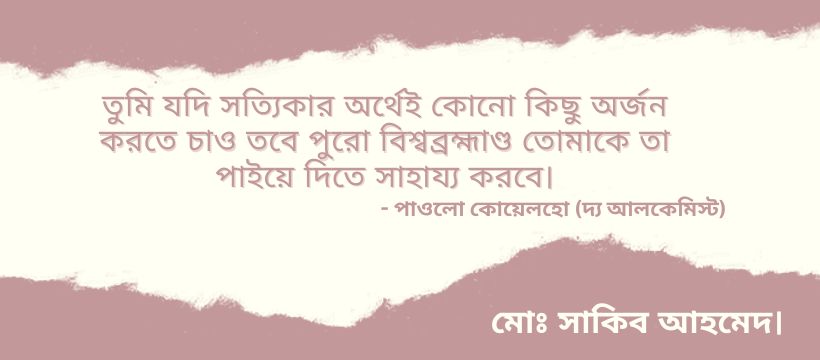 তুমি যদি সত্যিকার অর্থেই কোনো কিছু অর্জন
করতে চাও তবে পুরো বিশ্বব্রহ্মাণ্ড তোমাকে তা
পাইয়ে দিতে সাহায্য করবে।
- পাওলো কোয়েলহো (দ্য আলকেমিস্ট)
মোঃ সাকিব আহমেদ।